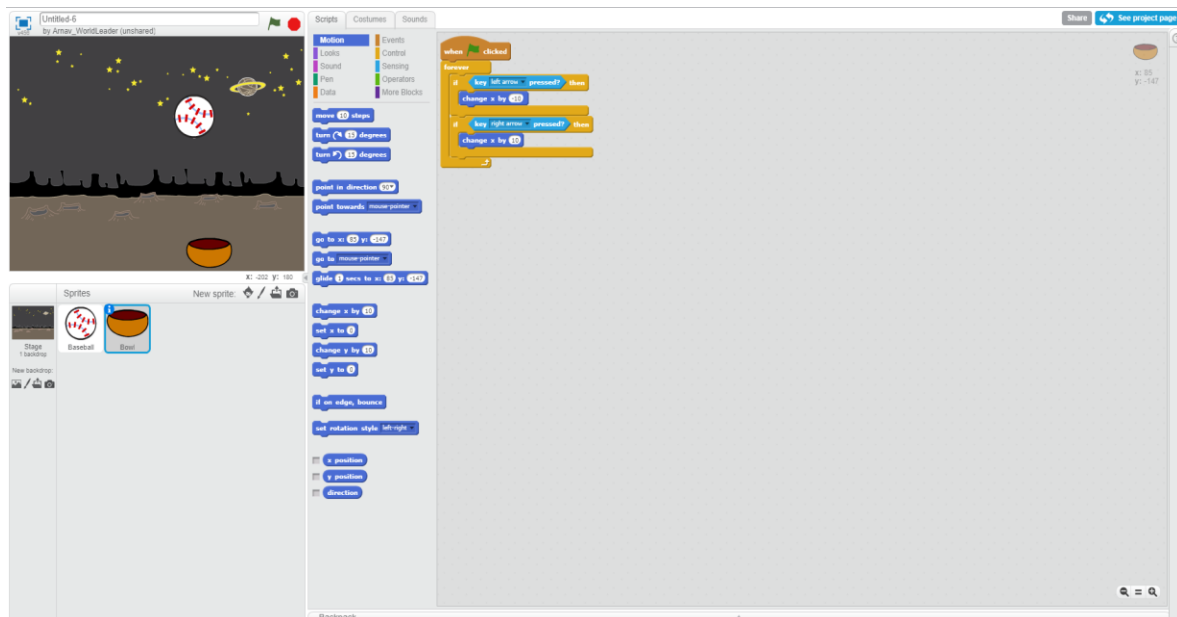 Untitled-6
by Arnav_WorldLeader (unshared)
Scripts
Costumes
Sounds
Share
See project page
Motion
Events
Looks
Control
Sound
Sensing
Pen
Operators
Data
More Blocks
move 10 steps
turn 15 degrees
turn 15 degrees
point in direction 90
point towards mouse-pointer
go to x: 85 y: -147
go to mouse-pointer
glide 1 secs to x: 85 y: -147
change x by 10
set x to 0
change y by 10
set y to 0
if on edge, bounce
set rotation style left-right
x position
y position
direction
when clicked
forever
if key left arrow pressed? then
change x by -10
if key right arrow pressed? then
change x by 10
x: 85
y: -147
X: -202 Y: 180
Sprites
New sprite:
Stage
1 backdrop
New backdrop:
Baseball
Bowl
Backpack